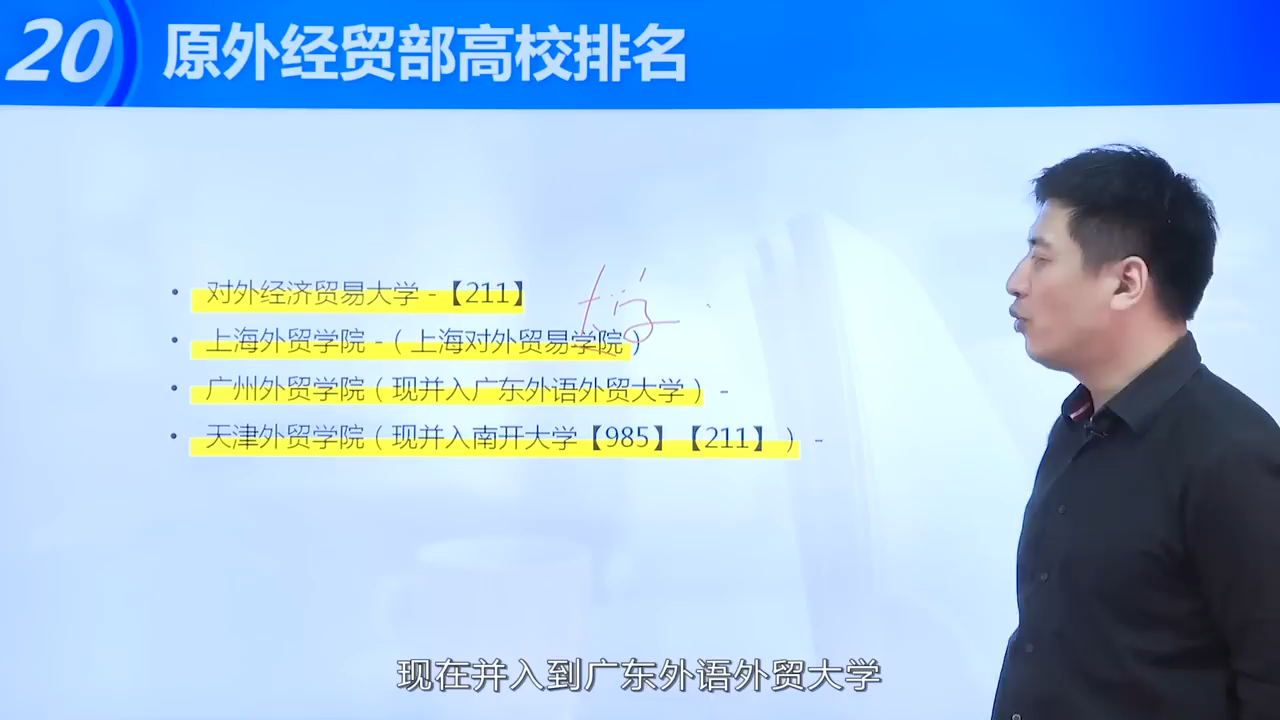 20 原外经贸部高校排名
大学
• 对外经济贸易大学 -【211】
• 上海外贸学院 -（上海对外贸易学院）
• 广州外贸学院（现并入广东外语外贸大学） -
• 天津外贸学院（现并入南开大学【985】【211】） -
现在并入到广东外语外贸大学